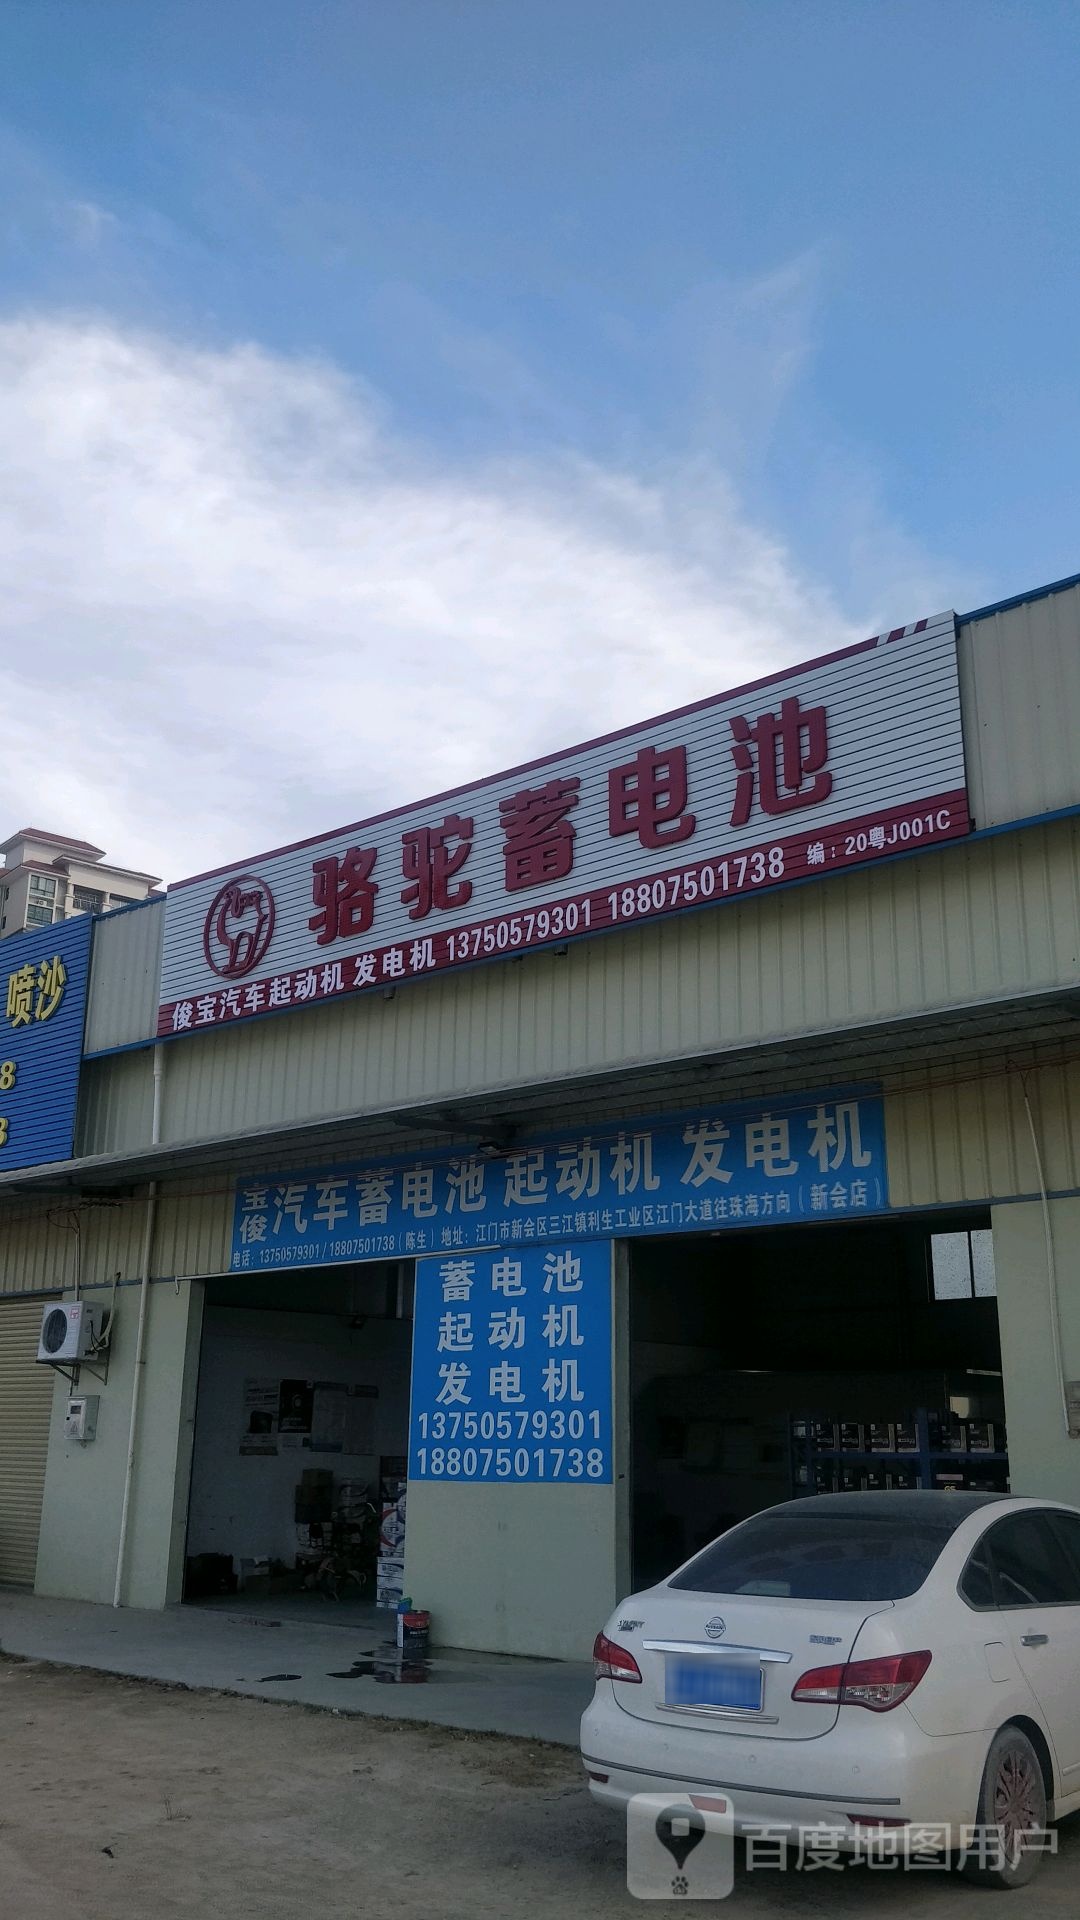 骆驼蓄电池
俊宝汽车起动机 发电机 13750579301 18807501738 编：20粤J001C
喷沙
8
3
俊宝汽车蓄电池 起动机 发电机
电话：13750579301/18807501738（陈生）地址：江门市新会区三江镇利生工业区江门大道往珠海方向（新会店）
蓄电池
起动机
发电机
13750579301
18807501738
百度地图用户